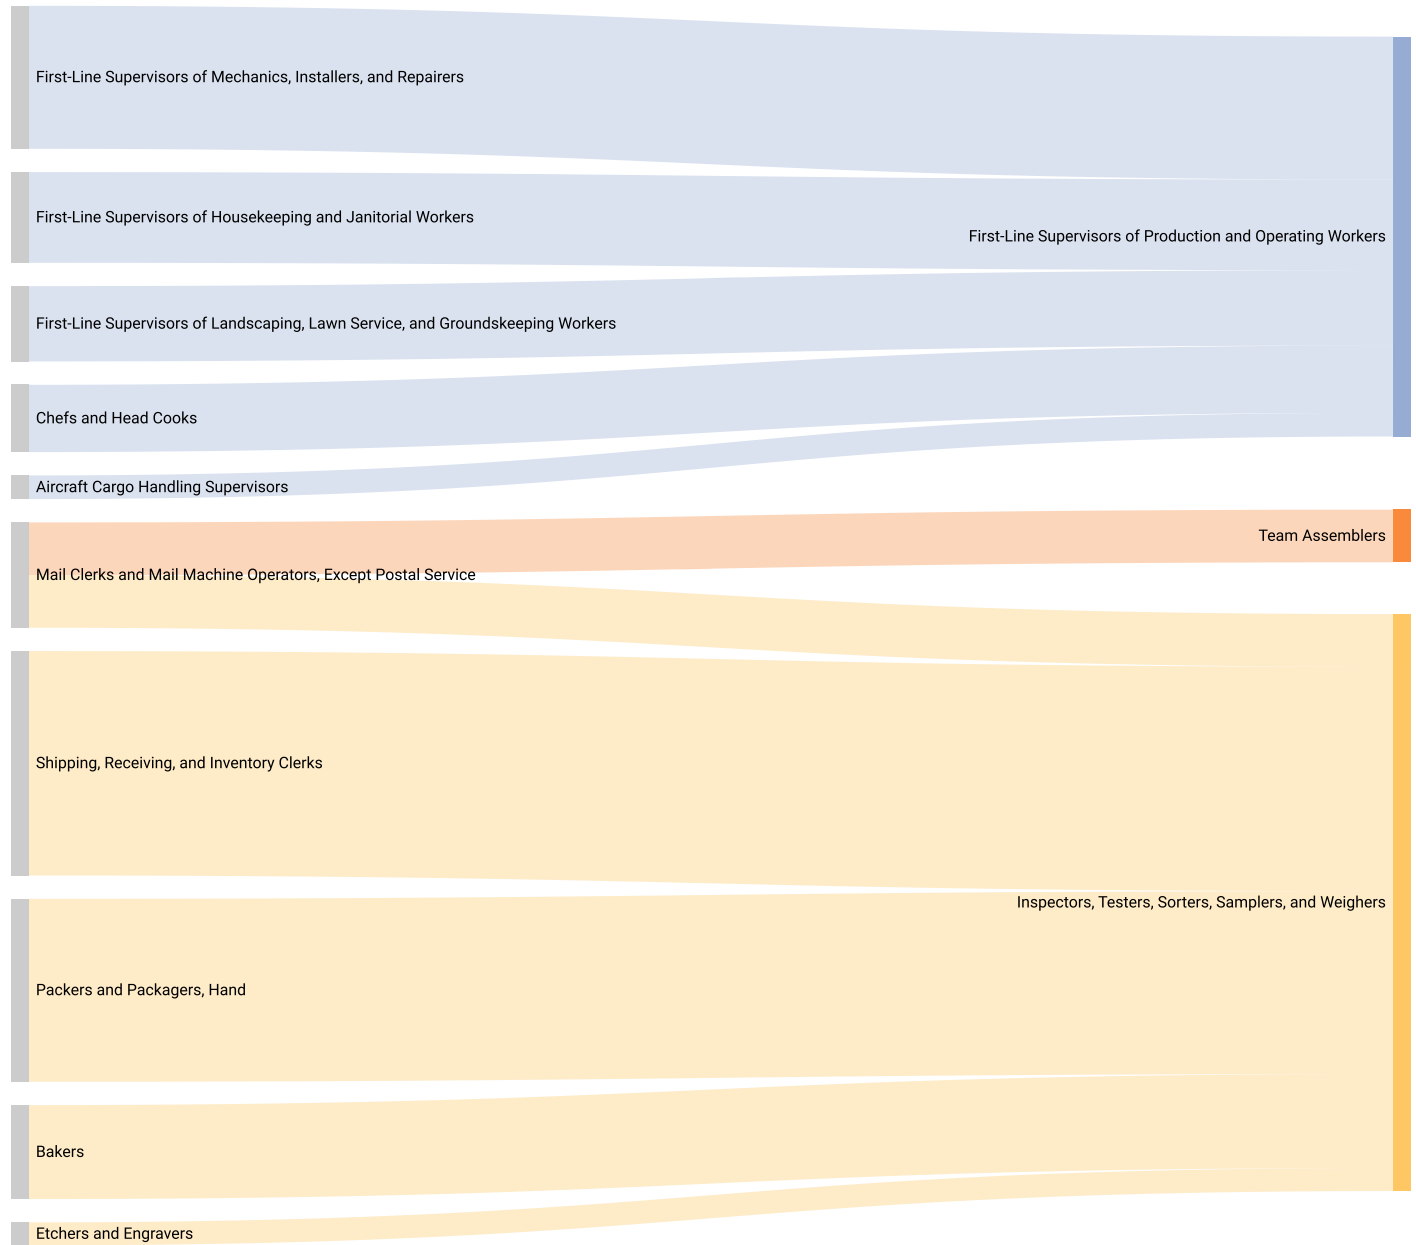 First-Line Supervisors of Mechanics, Installers, and Repairers
First-Line Supervisors of Housekeeping and Janitorial Workers
First-Line Supervisors of Production and Operating Workers
First-Line Supervisors of Landscaping, Lawn Service, and Groundskeeping Workers
Chefs and Head Cooks
Aircraft Cargo Handling Supervisors
Team Assemblers
Mail Clerks and Mail Machine Operators, Except Postal Service
Shipping, Receiving, and Inventory Clerks
Inspectors, Testers, Sorters, Samplers, and Weighers
Packers and Packagers, Hand
Bakers
Etchers and Engravers